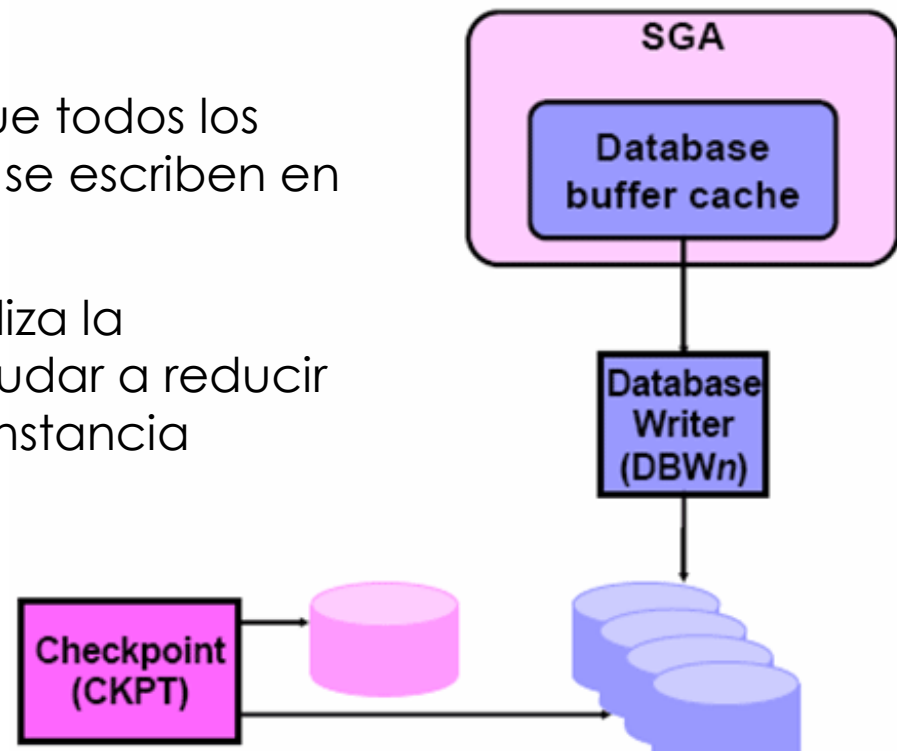 ue todos los
se escriben en
liza la
udar a reducir
nstancia
SGA
Database
buffer cache
Database
Writer
(DBWn)
Checkpoint
(CKPT)